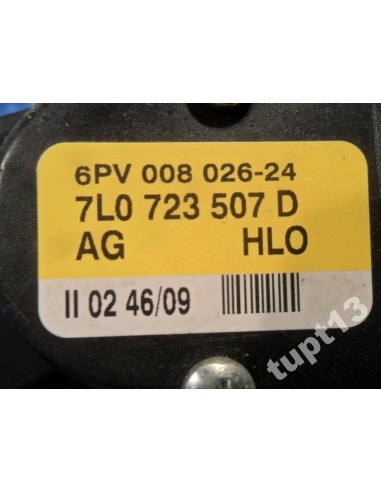 6PV 008 026-24
7L0 723 507 D
AG HLO
II 02 46/09
tupt13